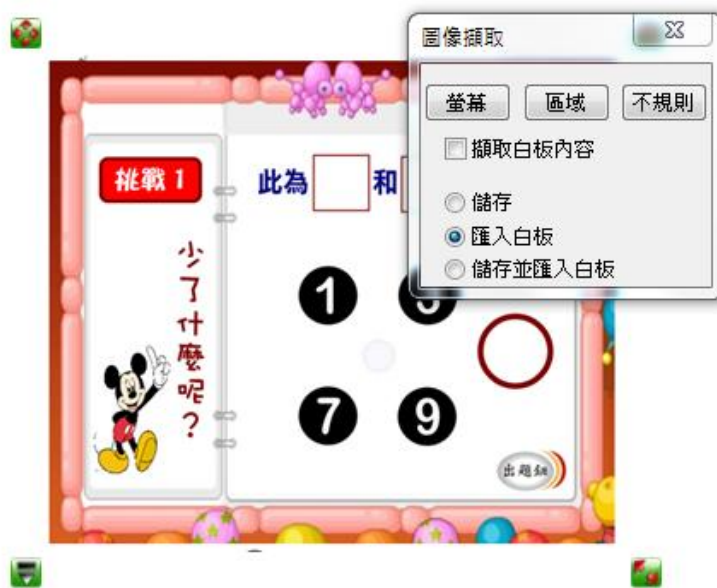 圖像擷取
螢幕 區域 不規則
擷取白板內容
儲存
匯入白板
儲存並匯入白板
挑戰 1
此為 和
少了什麼呢？
1
7 9
出題鈕